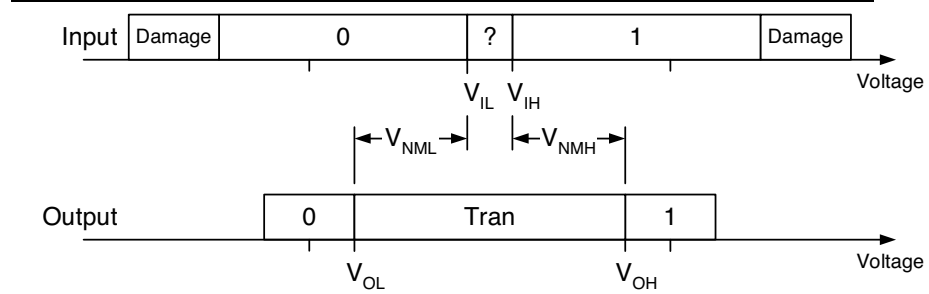 Input Damage 0 ? 1 Damage
Voltage
V_IL V_IH
V_NML V_NMH
Output 0 Tran 1
Voltage
V_OL V_OH